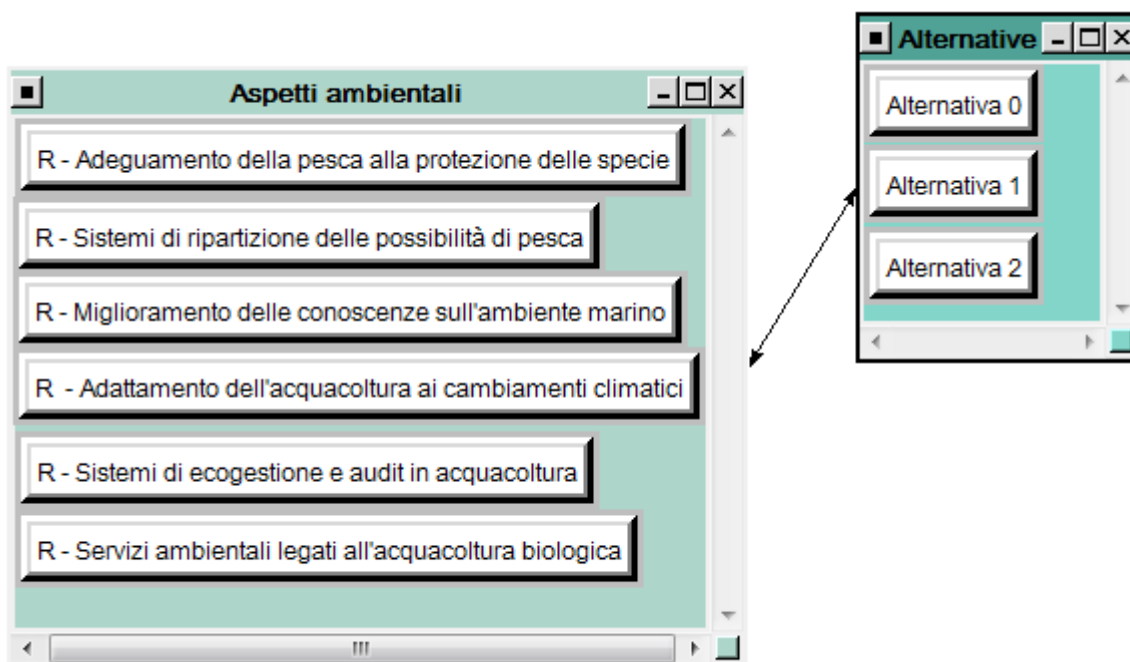 Aspetti ambientali
R - Adeguamento della pesca alla protezione delle specie
R - Sistemi di ripartizione delle possibilità di pesca
R - Miglioramento delle conoscenze sull'ambiente marino
R - Adattamento dell'acquacoltura ai cambiamenti climatici
R - Sistemi di ecogestione e audit in acquacoltura
R - Servizi ambientali legati all'acquacoltura biologica
Alternative
Alternativa 0
Alternativa 1
Alternativa 2